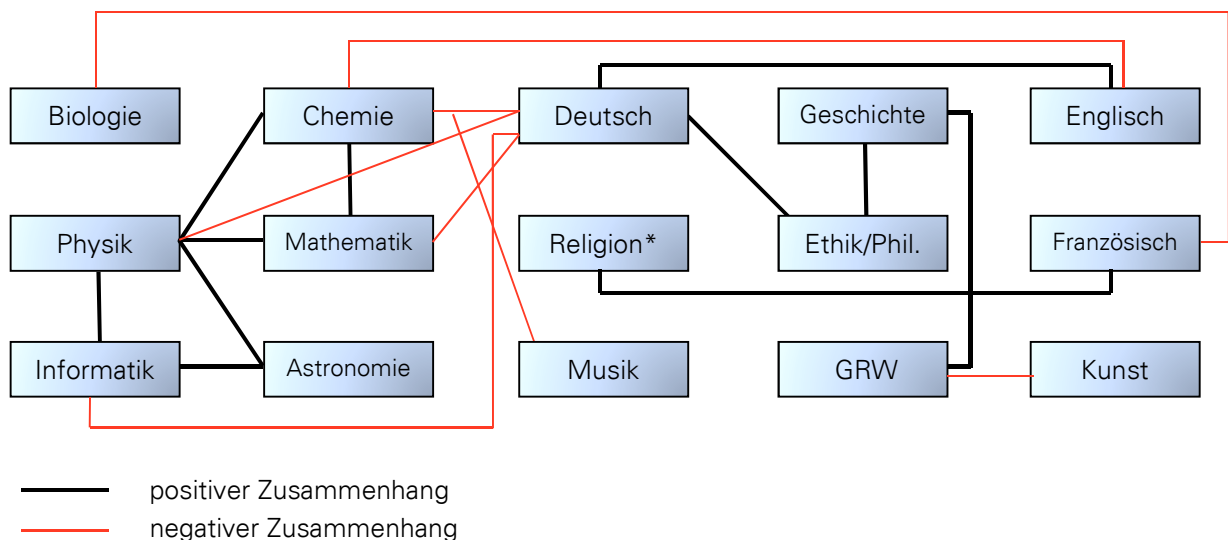 Biologie
Chemie
Deutsch
Geschichte
Englisch
Physik
Mathematik
Religion*
Ethik/Phil.
Französisch
Informatik
Astronomie
Musik
GRW
Kunst
positiver Zusammenhang
negativer Zusammenhang